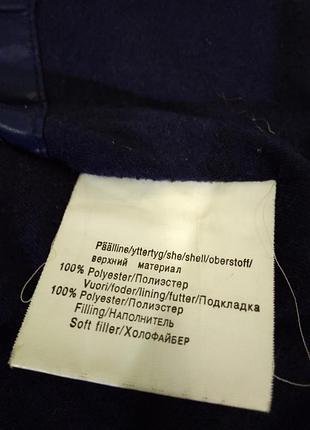 Päälline/yttertyg/she/shell/oberstoff/
верхний материал
100% Polyester/Полиэстер
Vuori/foder/lining/futter/Подкладка
100% Polyester/Полиэстер
Filling/НАПОЛНИТЕЛЬ
Soft filler/ХОЛОФАЙБЕР